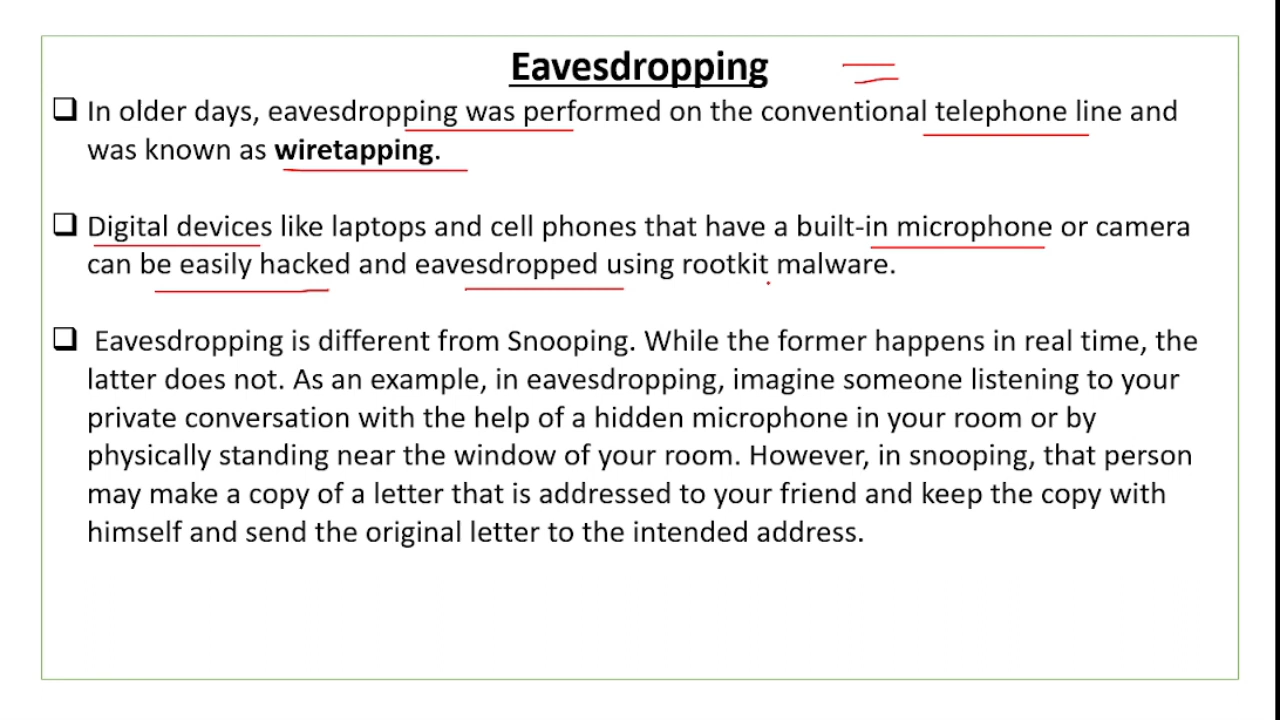 Eavesdropping
❑ In older days, eavesdropping was performed on the conventional telephone line and
was known as wiretapping.
❑ Digital devices like laptops and cell phones that have a built-in microphone or camera
can be easily hacked and eavesdropped using rootkit malware.
❑ Eavesdropping is different from Snooping. While the former happens in real time, the
latter does not. As an example, in eavesdropping, imagine someone listening to your
private conversation with the help of a hidden microphone in your room or by
physically standing near the window of your room. However, in snooping, that person
may make a copy of a letter that is addressed to your friend and keep the copy with
himself and send the original letter to the intended address.